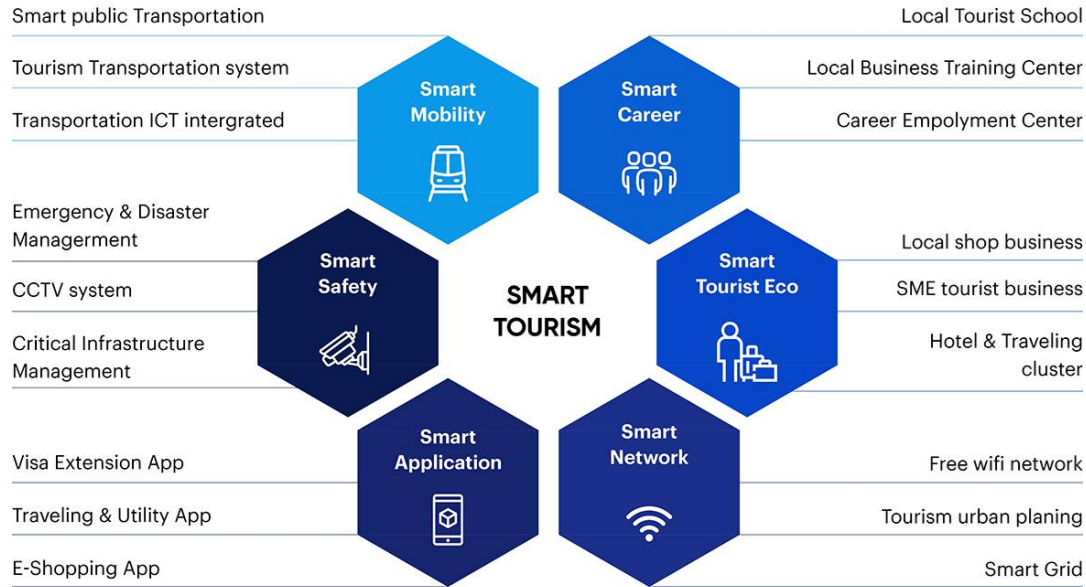 Smart public Transportation
Tourism Transportation system
Transportation ICT intergrated
Smart
Mobility
Smart
Career
Local Tourist School
Local Business Training Center
Career Empolyment Center
Emergency & Disaster
Managerment
CCTV system
Critical Infrastructure
Management
Smart
Safety
SMART
TOURISM
Smart
Tourist Eco
Local shop business
SME tourist business
Hotel & Traveling
cluster
Visa Extension App
Traveling & Utility App
E-Shopping App
Smart
Application
Smart
Network
Free wifi network
Tourism urban planing
Smart Grid